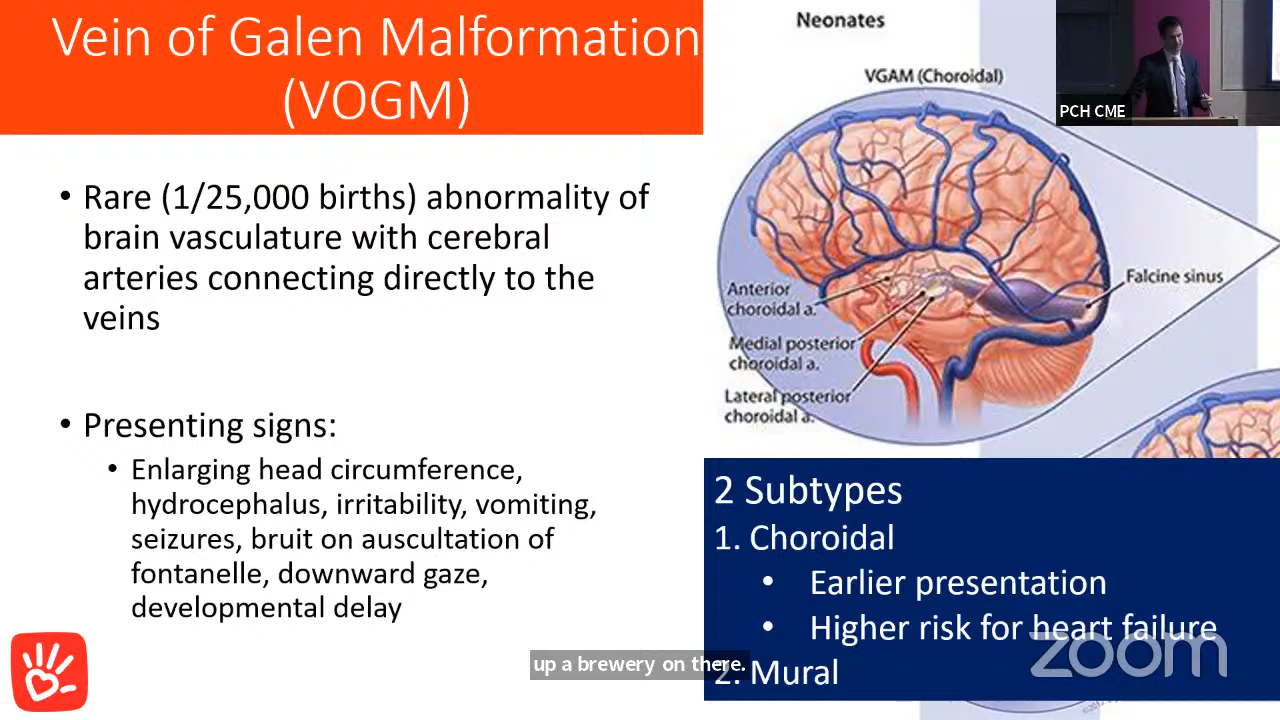 Vein of Galen Malformation
(VOGM)
• Rare (1/25,000 births) abnormality of
brain vasculature with cerebral
arteries connecting directly to the
veins
• Presenting signs:
• Enlarging head circumference,
hydrocephalus, irritability, vomiting,
seizures, bruit on auscultation of
fontanelle, downward gaze,
developmental delay
Neonates
VGAM (Choroidal)
Anterior
choroidal a.
Medial posterior
choroidal a.
Lateral posterior
choroidal a.
Falcine sinus
PCH CME
2 Subtypes
1. Choroidal
• Earlier presentation
• Higher risk for heart failure
2. Mural
up a brewery on there.
zoom